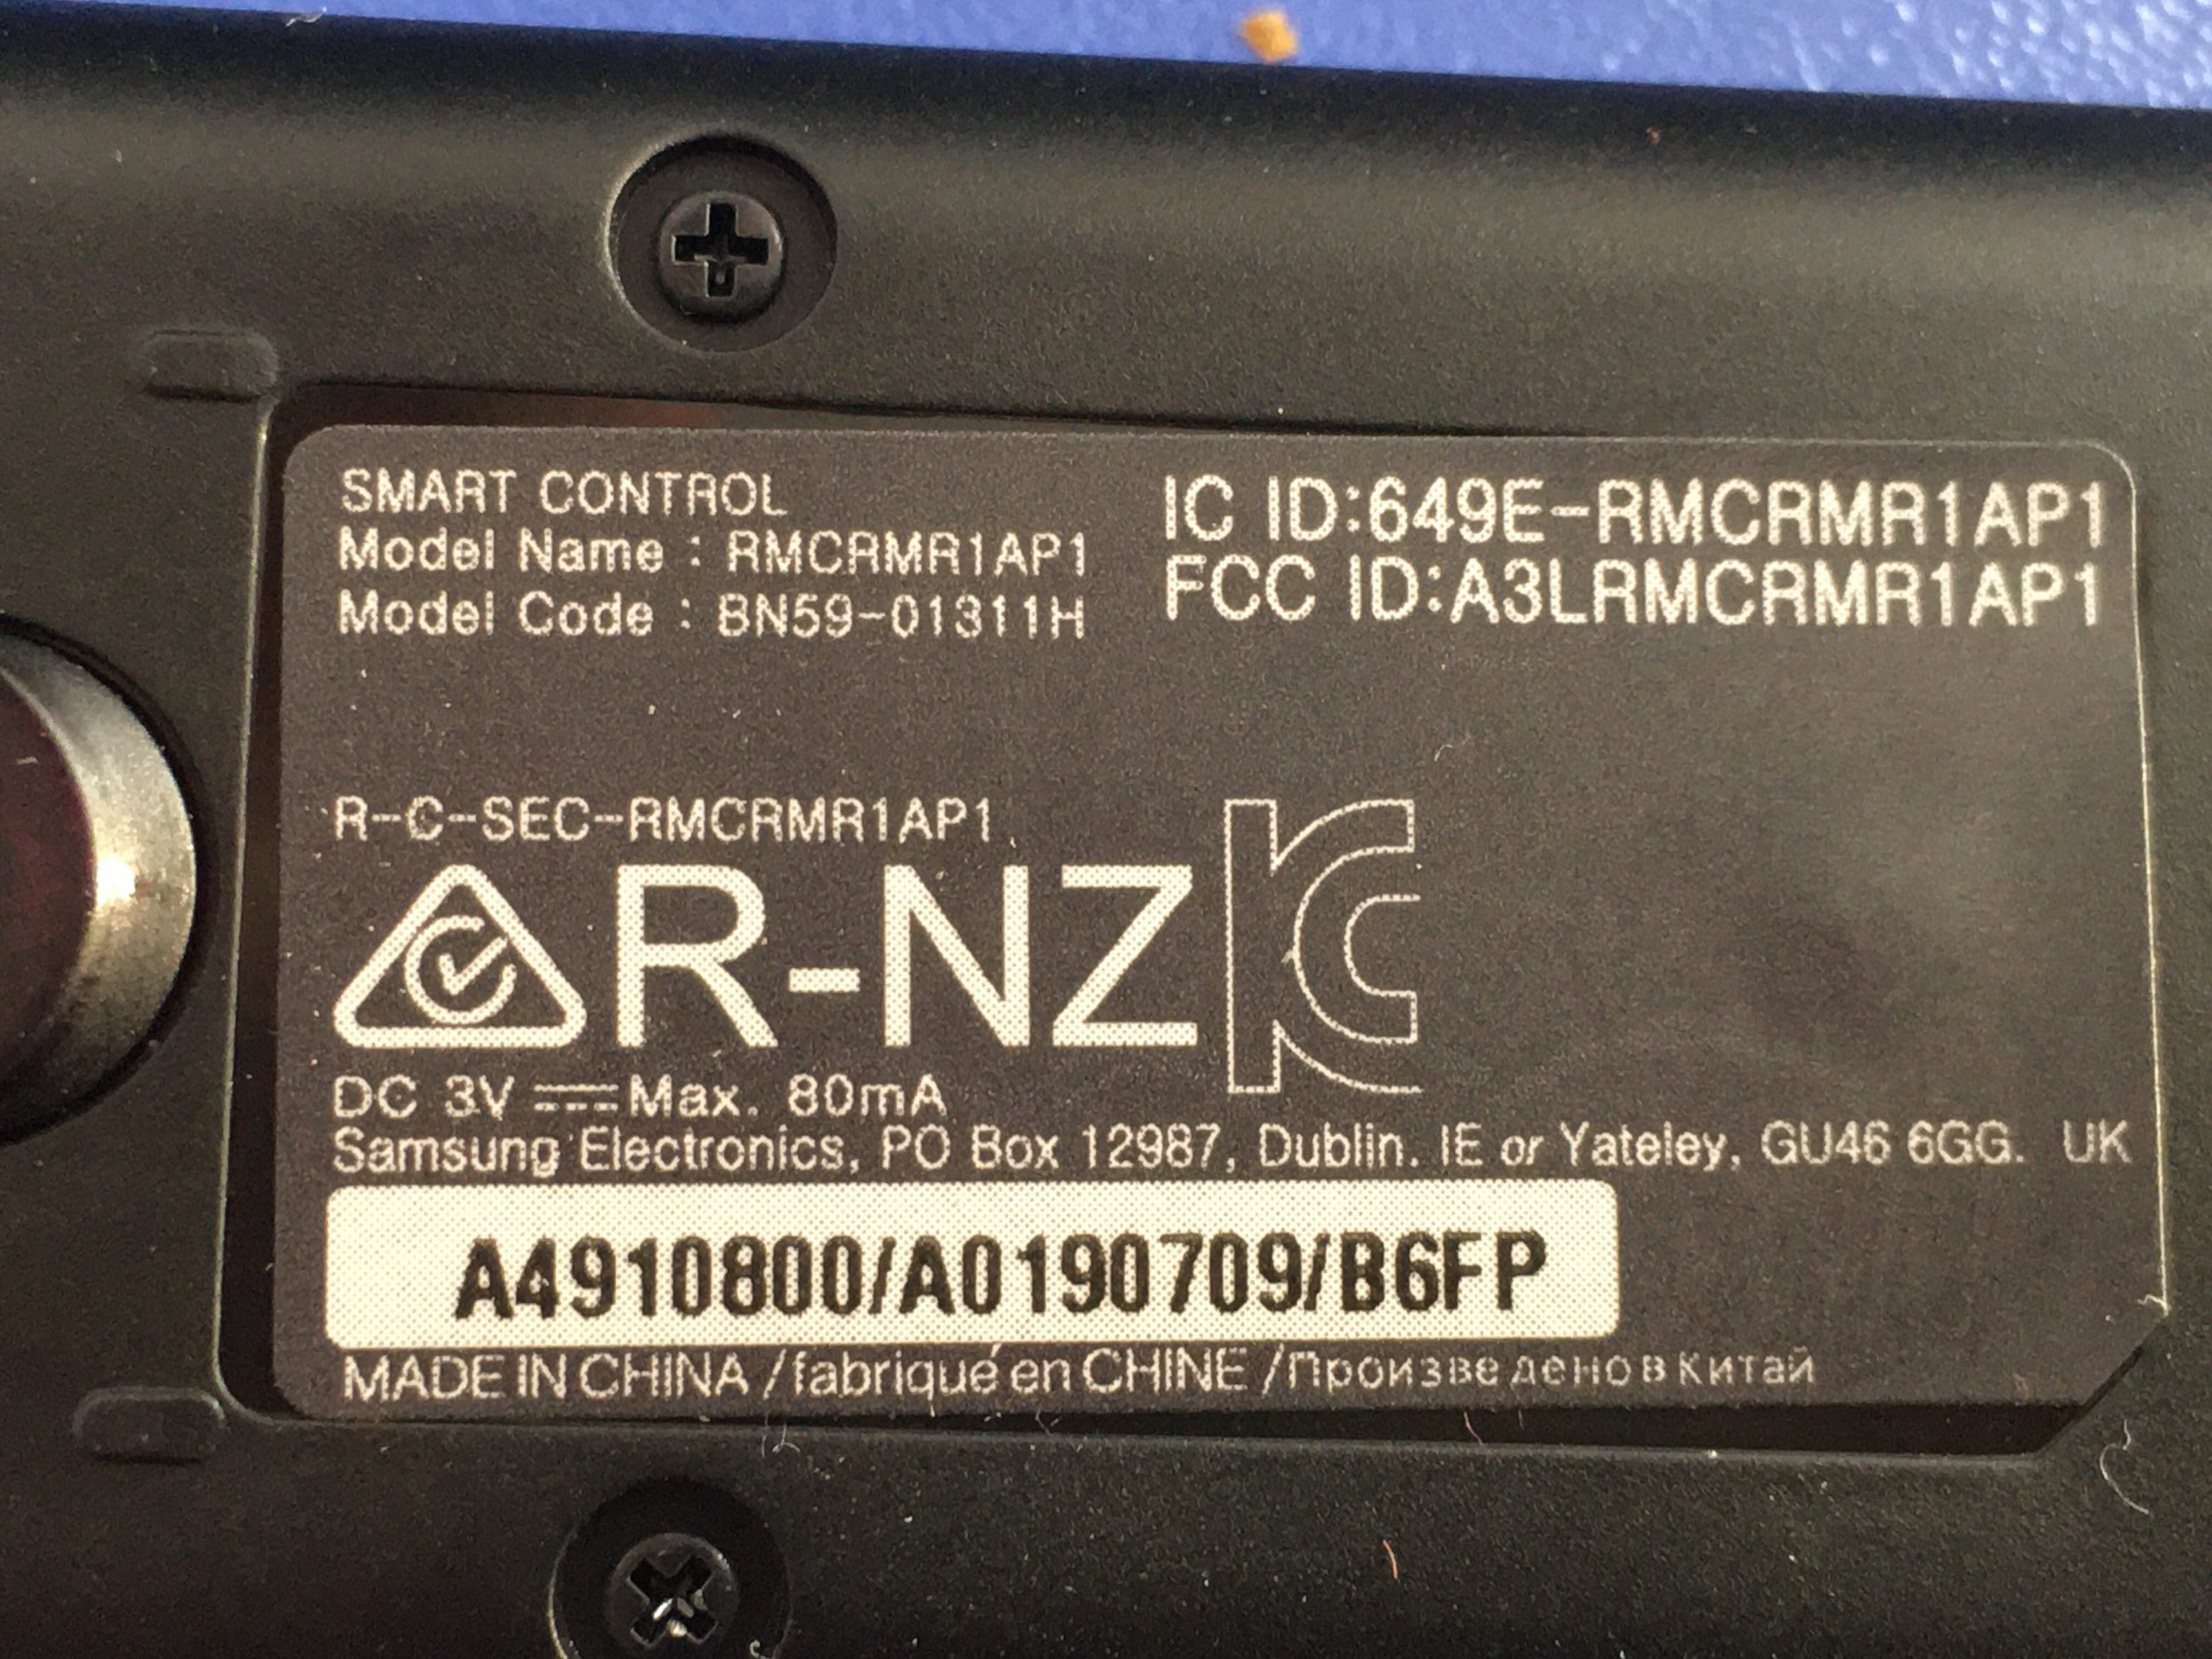 SMART CONTROL
Model Name : RMCRMR1AP1
Model Code : BN59-01311H
IC ID:649E-RMCRMR1AP1
FCC ID:A3LRMCRMR1AP1
R-C-SEC-RMCRMR1AP1
R-NZ
DC 3V Max. 80mA
Samsung Electronics, PO Box 12987, Dublin. IE or Yateley, GU46 6GG. UK
A4910800/A0190709/B6FP
MADE IN CHINA / fabriqué en CHINE / Произведено в Китай